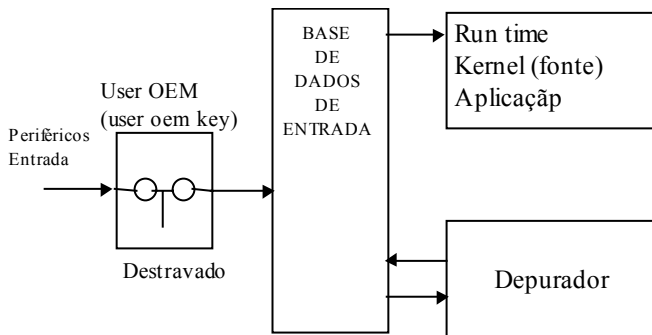 User OEM
(user oem key)
Periféricos
Entrada
Destravado
BASE
DE
DADOS
DE
ENTRADA
Run time
Kernel (fonte)
Aplicaçãp
Depurador